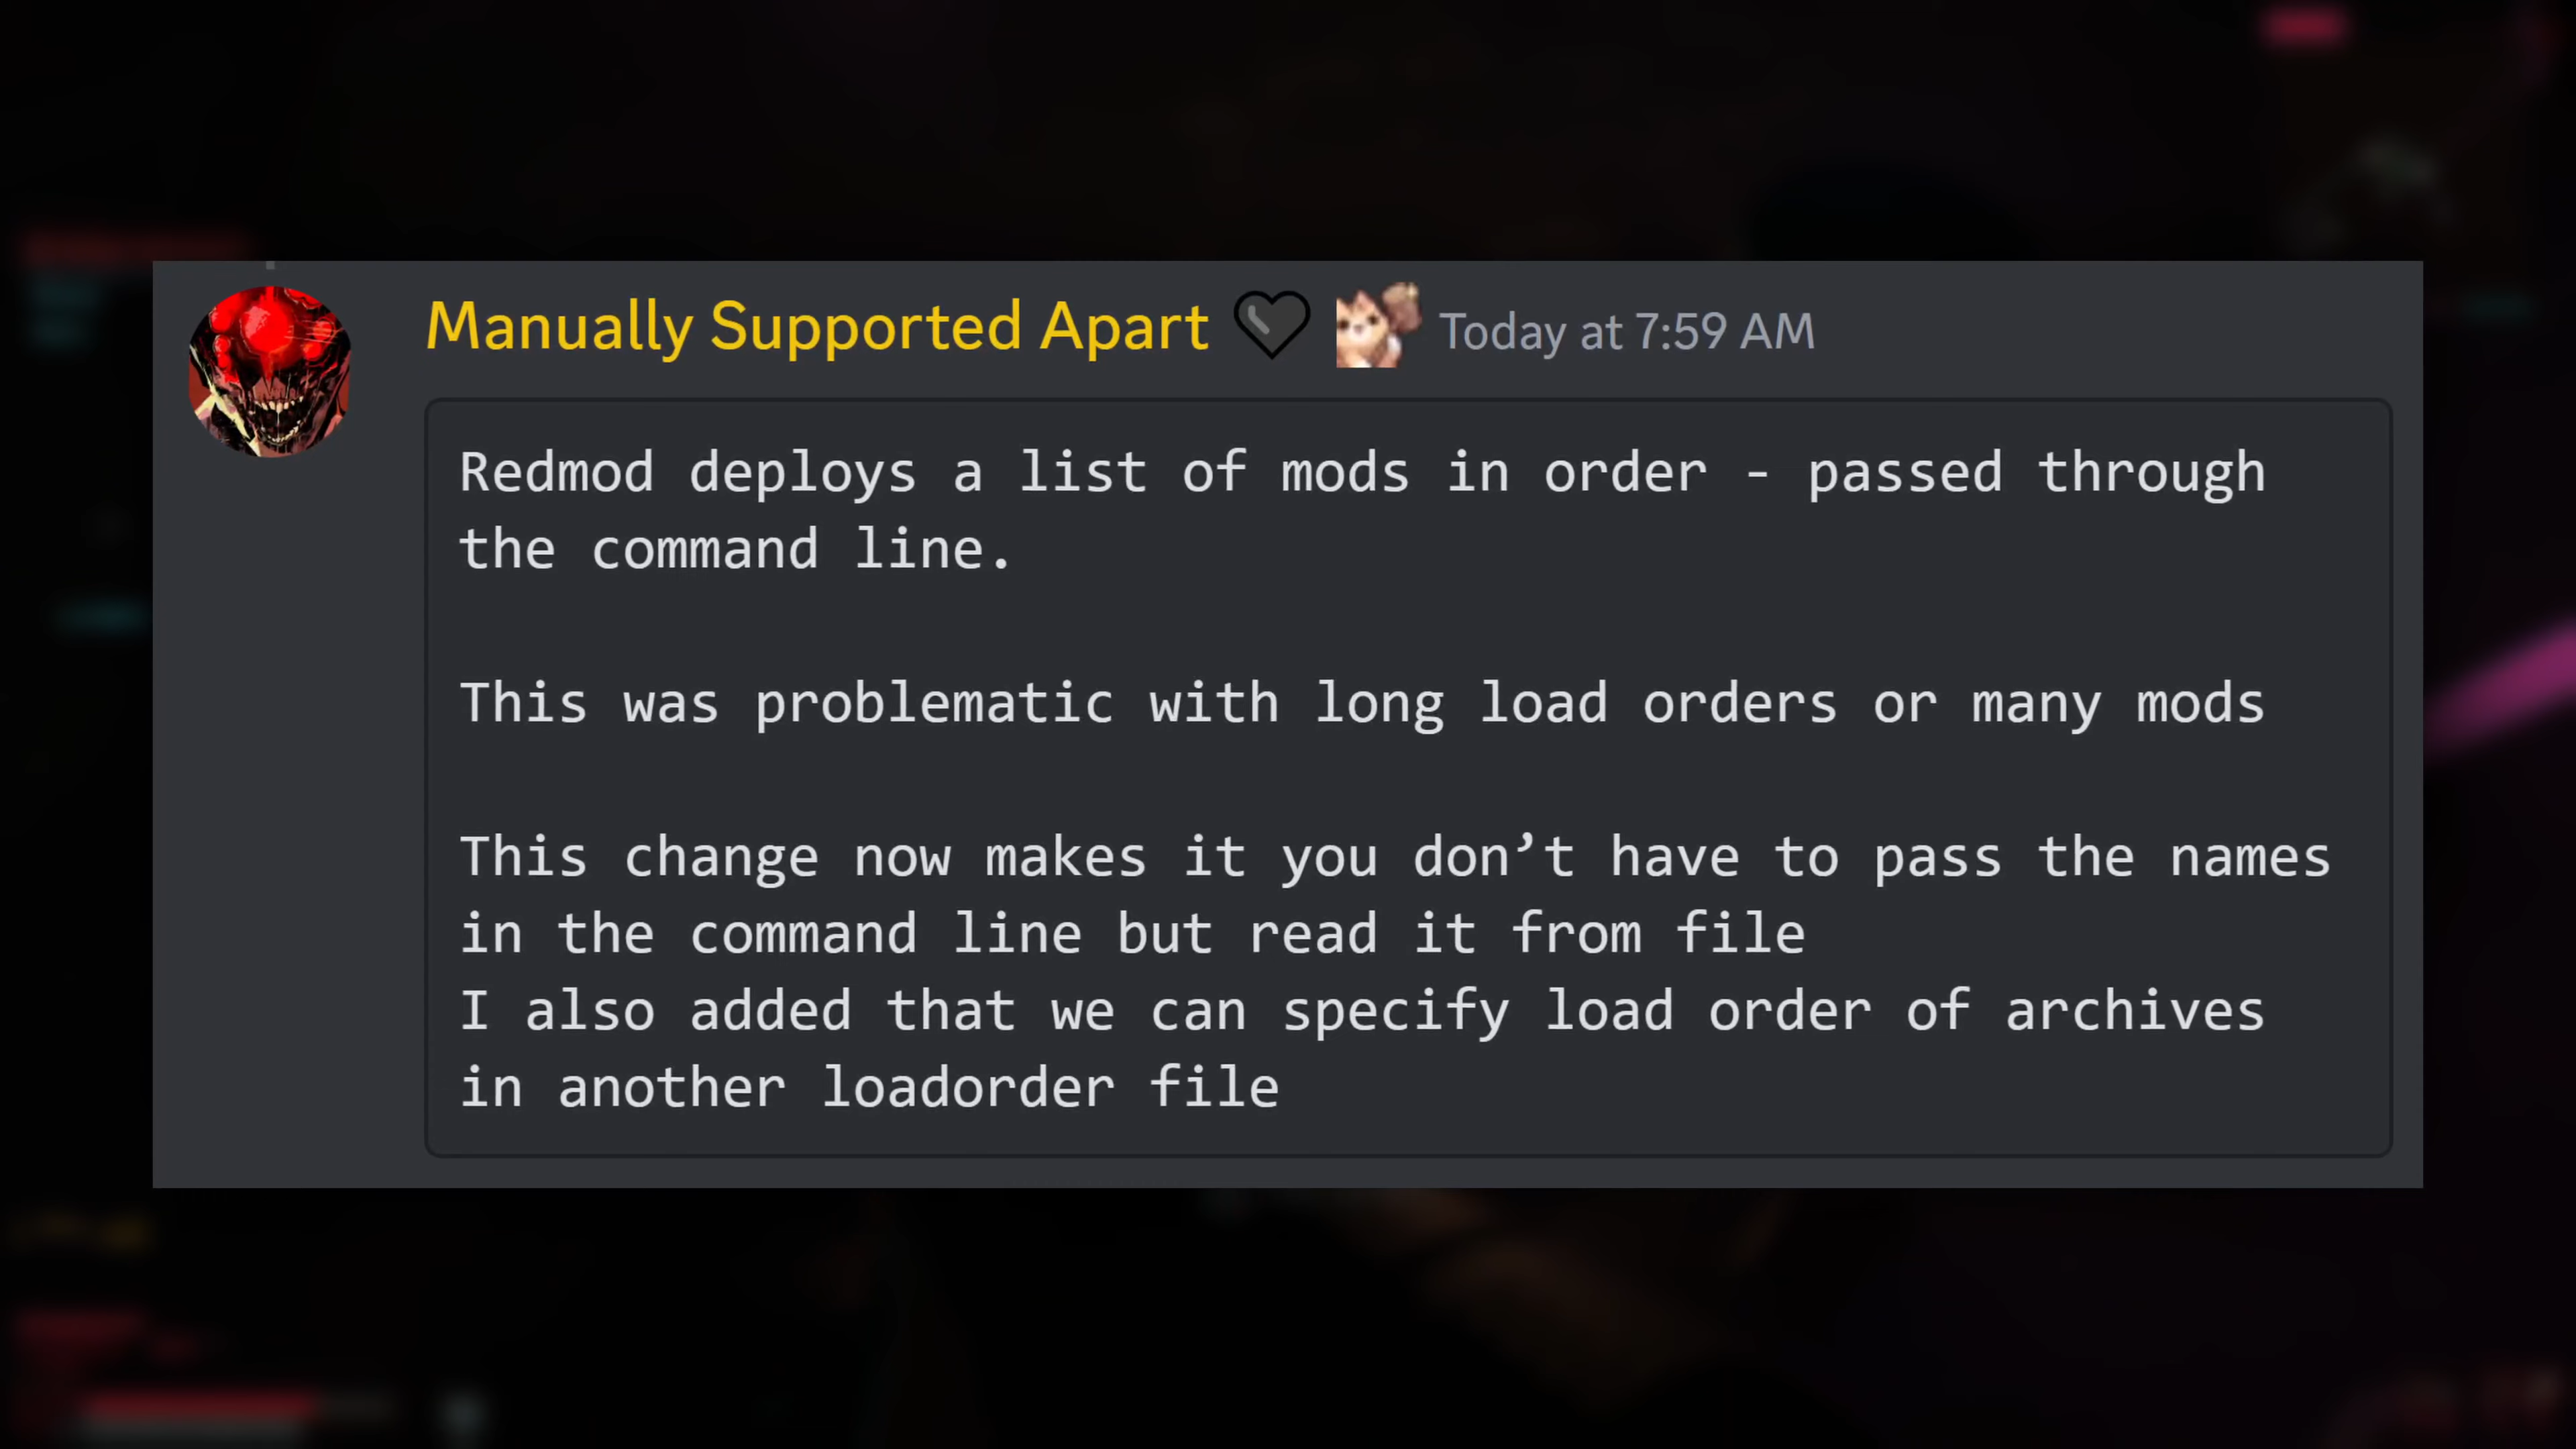 Manually Supported Apart Today at 7:59 AM
Redmod deploys a list of mods in order - passed through
the command line.
This was problematic with long load orders or many mods
This change now makes it you don’t have to pass the names
in the command line but read it from file
I also added that we can specify load order of archives
in another loadorder file